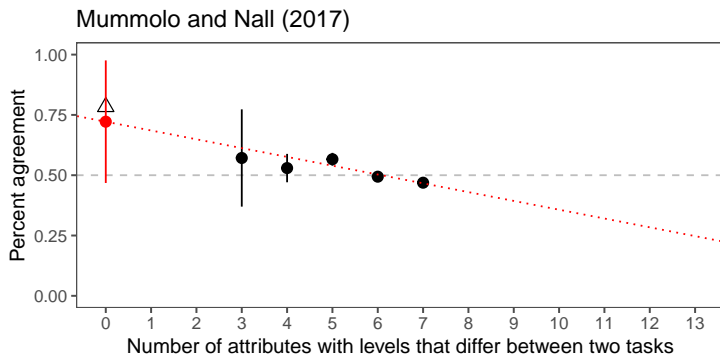 Mummolo and Nall (2017)
Percent agreement
1.00
0.75
0.50
0.25
0.00
0 1 2 3 4 5 6 7 8 9 10 11 12 13
Number of attributes with levels that differ between two tasks